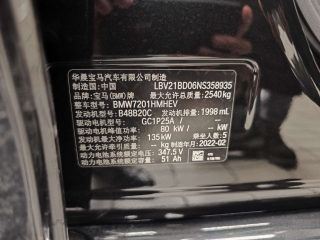 华晨宝马汽车有限公司制造
制造国:中国 LBV21BD06NS358935
品牌:宝马(BMW)牌 最大允许总质量:2540kg
整车型号:BMW7201HMHEV
发动机型号:B48B20C 发动机排量:1998 mL
驱动电机型号: GC1P25A / --
驱动电机峰值功率: 80 kW / --
发动机最大净功率: 135kW 乘坐人数:5
-- kg 制造年月:2022-02
动力电池系统额定电压: 347.5 V
动力电池系统额定容量: 51 Ah